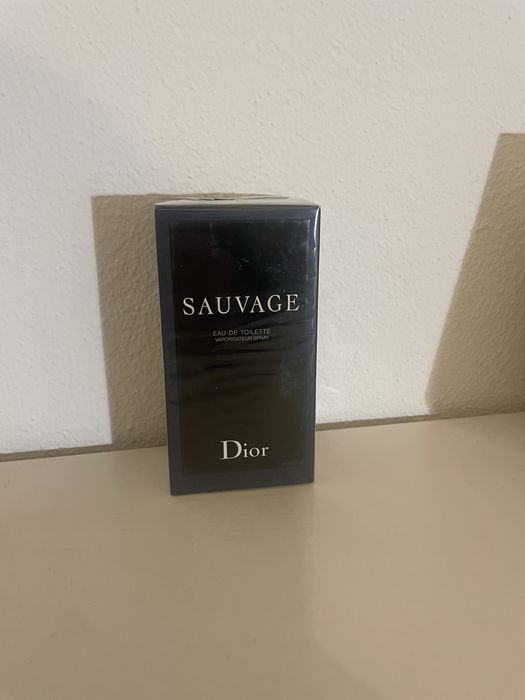 SAUVAGE
EAU DE TOILETTE
VAPORISATEUR SPRAY
Dior